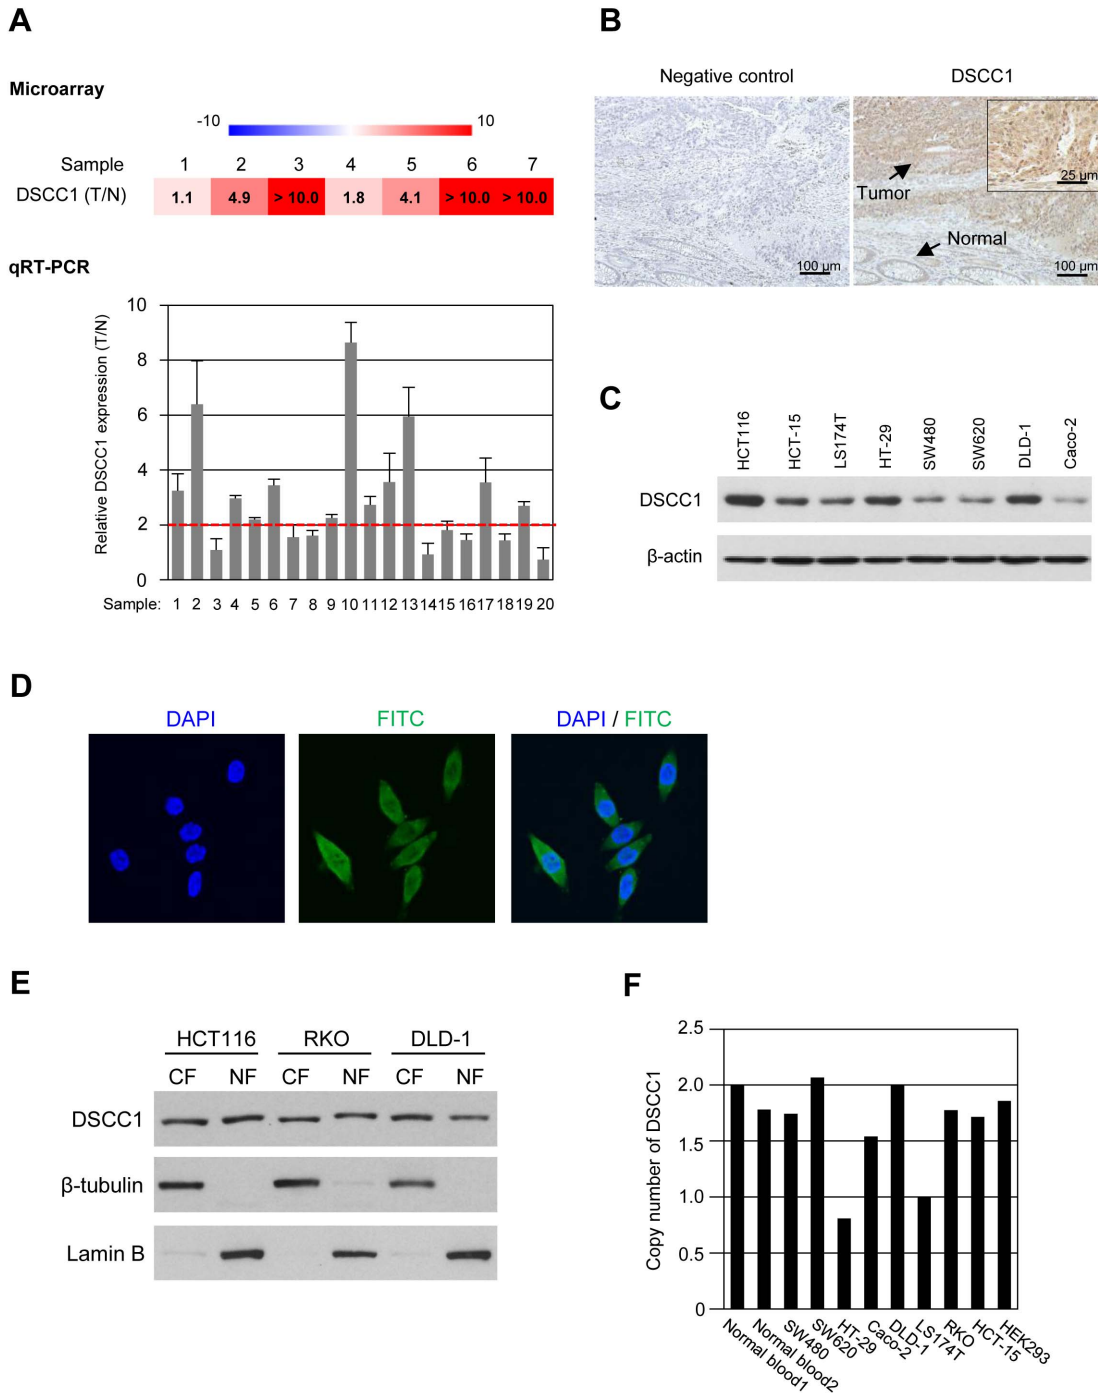 A
Microarray
-10 10
Sample 1 2 3 4 5 6 7
DSCC1 (T/N) 1.1 4.9 > 10.0 1.8 4.1 > 10.0 > 10.0
qRT-PCR
Relative DSCC1 expression (T/N)
10
8
6
4
2
0
Sample: 1 2 3 4 5 6 7 8 9 10 11 12 13 14 15 16 17 18 19 20
B
Negative control DSCC1
25 µm
Tumor
Normal
100 µm 100 µm
C
HCT116 HCT-15 LS174T HT-29 SW480 SW620 DLD-1 Caco-2
DSCC1
β-actin
D
DAPI FITC DAPI / FITC
E
HCT116 RKO DLD-1
CF NF CF NF CF NF
DSCC1
β-tubulin
Lamin B
F
Copy number of DSCC1
2.5
2.0
1.5
1.0
0.5
0
Normal blood1 Normal blood2 SW480 SW620 HT-29 Caco-2 DLD-1 LS174T RKO HCT-15 HEK293